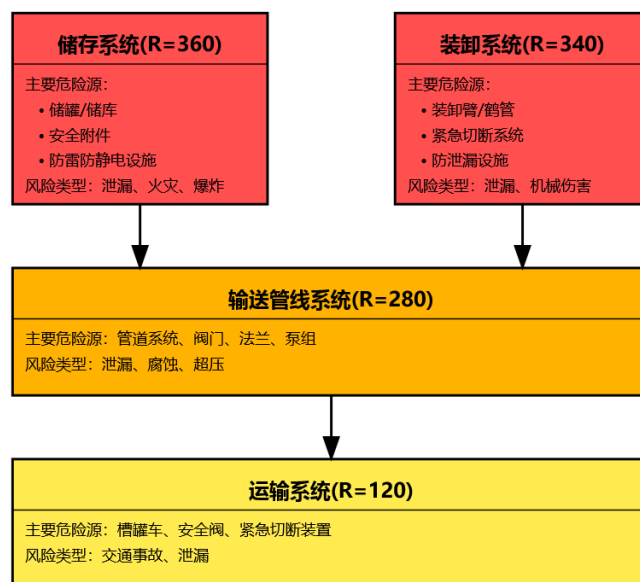 储存系统(R=360)
主要危险源：
• 储罐/储库
• 安全附件
• 防雷防静电设施
风险类型：泄漏、火灾、爆炸
装卸系统(R=340)
主要危险源：
• 装卸臂/鹤管
• 紧急切断系统
• 防泄漏设施
风险类型：泄漏、机械伤害
输送管线系统(R=280)
主要危险源：管道系统、阀门、法兰、泵组
风险类型：泄漏、腐蚀、超压
运输系统(R=120)
主要危险源：槽罐车、安全阀、紧急切断装置
风险类型：交通事故、泄漏